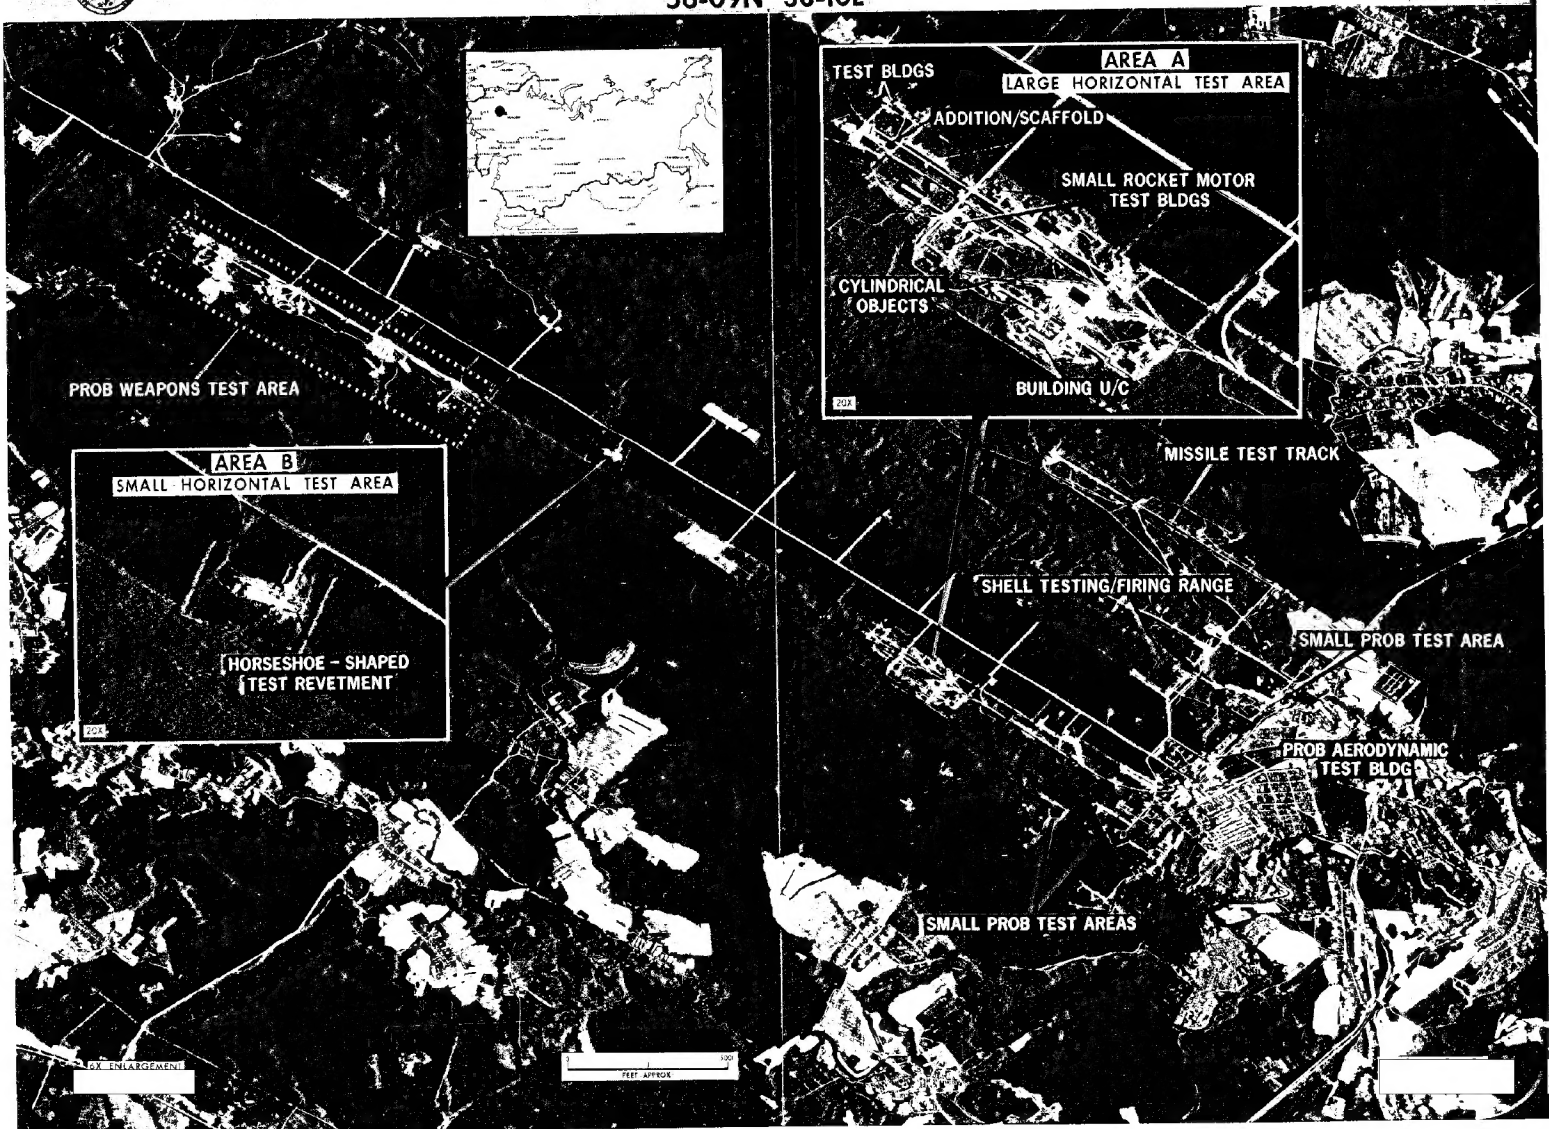 AREA A
LARGE HORIZONTAL TEST AREA
TEST BLDGS
ADDITION/SCAFFOLD
SMALL ROCKET MOTOR
TEST BLDGS
CYLINDRICAL
OBJECTS
BUILDING U/C
20X
PROB WEAPONS TEST AREA
AREA B
SMALL HORIZONTAL TEST AREA
HORSESHOE - SHAPED
TEST REVETMENT
20X
MISSILE TEST TRACK
SHELL TESTING/FIRING RANGE
SMALL PROB TEST AREA
PROB AERODYNAMIC
TEST BLDG
SMALL PROB TEST AREAS
6X ENLARGEMENT
0
FEET APPROX